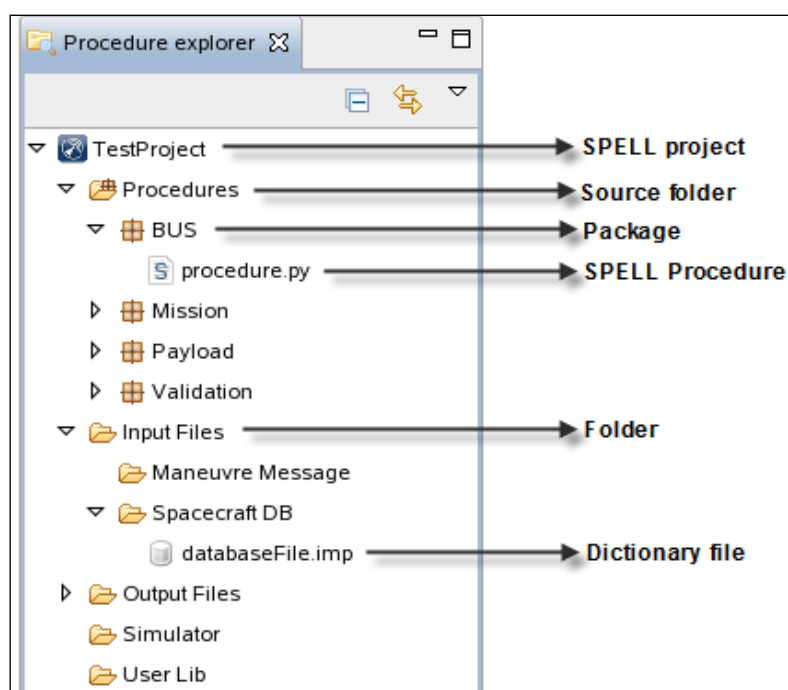 Procedure explorer
TestProject SPELL project
Procedures Source folder
BUS Package
procedure.py SPELL Procedure
Mission
Payload
Validation
Input Files Folder
Maneuvre Message
Spacecraft DB
databaseFile.imp Dictionary file
Output Files
Simulator
User Lib